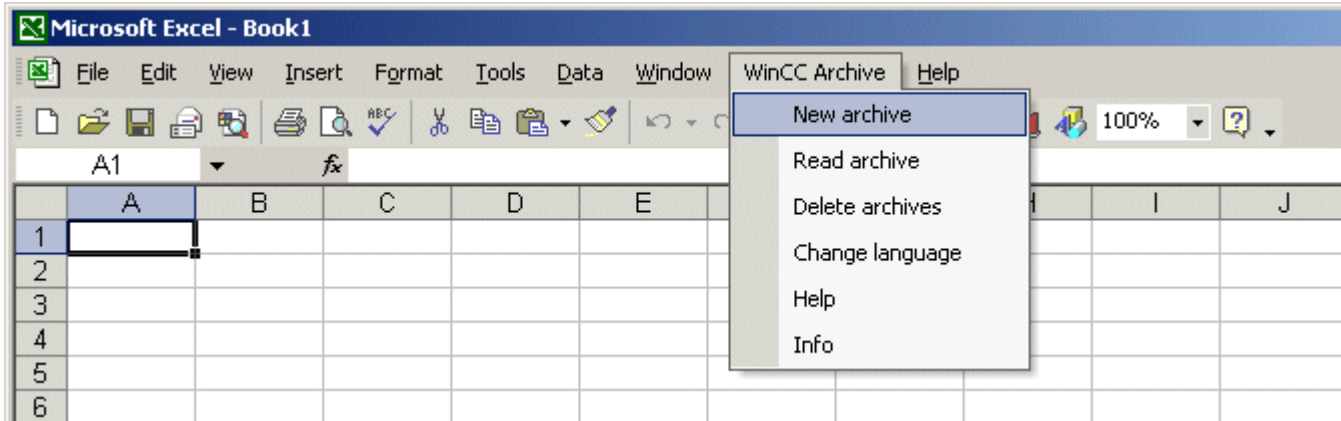 Microsoft Excel - Book1
File Edit View Insert Format Tools Data Window WinCC Archive Help
ABC 100% ?
A1 fx
A B C D E I J
1
2
3
4
5
6
New archive
Read archive
Delete archives
Change language
Help
Info